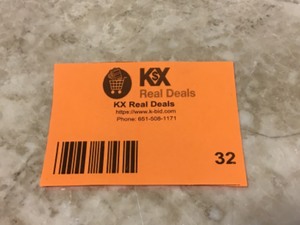 K$X
Real Deals
KX Real Deals
https://www.k-bid.com
Phone: 651-508-1171
32